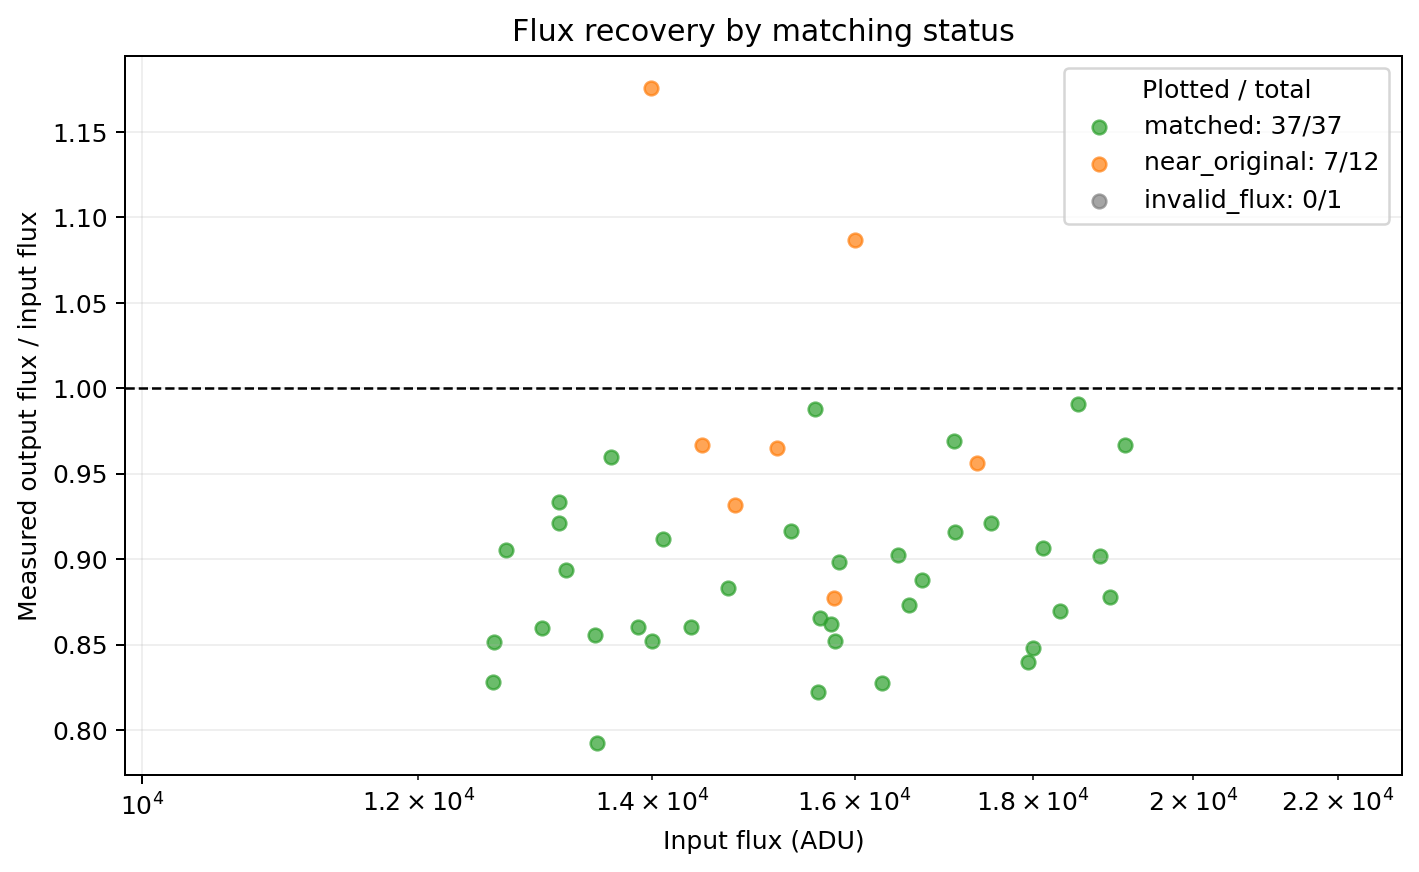 Flux recovery by matching status
Measured output flux / input flux
1.15
1.10
1.05
1.00
0.95
0.90
0.85
0.80
Plotted / total
matched: 37/37
near_original: 7/12
invalid_flux: 0/1
10⁴
1.2 × 10⁴
1.4 × 10⁴
1.6 × 10⁴
1.8 × 10⁴
2 × 10⁴
2.2 × 10⁴
Input flux (ADU)